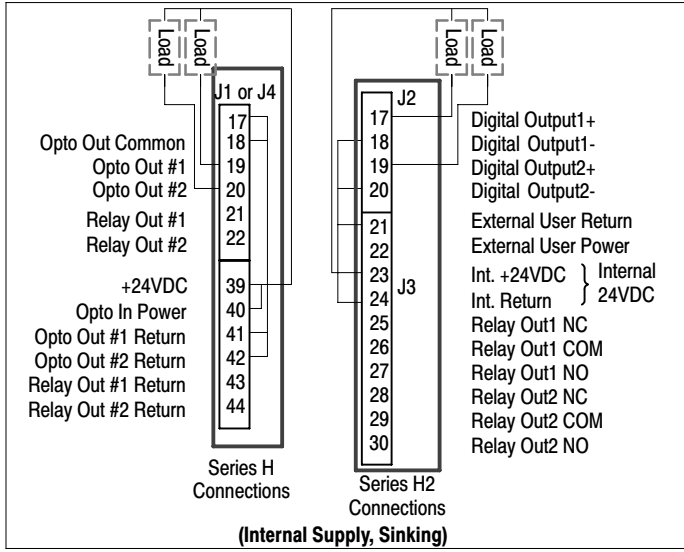 Load Load
J1 or J4
17
Opto Out Common 18
Opto Out #1 19
Opto Out #2 20
Relay Out #1 21
Relay Out #2 22
+24VDC 39
Opto In Power 40
Opto Out #1 Return 41
Opto Out #2 Return 42
Relay Out #1 Return 43
Relay Out #2 Return 44
Series H
Connections
Load Load
J2
17 Digital Output1+
18 Digital Output1-
19 Digital Output2+
20 Digital Output2-
21 External User Return
22 External User Power
23 Int. +24VDC } Internal
J3
24 Int. Return 24VDC
25 Relay Out1 NC
26 Relay Out1 COM
27 Relay Out1 NO
28 Relay Out2 NC
29 Relay Out2 COM
30 Relay Out2 NO
Series H2
Connections
(Internal Supply, Sinking)